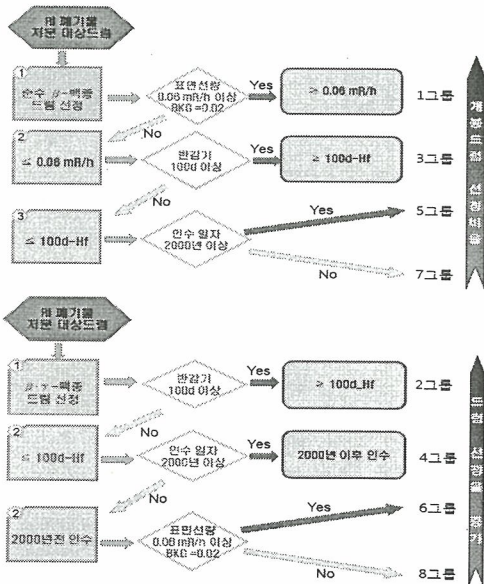 RI 폐기물
처분 대상드럼
1
순수 β-핵종
드럼 선정
표면선량
0.06 mR/h 이상
BKG =0.02
Yes
≥ 0.06 mR/h
1그룹
No
2
≤ 0.06 mR/h
반감기
100d 이상
Yes
≥ 100d-Hf
3그룹
No
3
≤ 100d-Hf
인수 일자
2000년 이상
Yes
5그룹
No
7그룹
RI 폐기물
처분 대상드럼
1
β·γ-핵종
드럼 선정
반감기
100d 이상
Yes
≥ 100d_Hf
2그룹
No
2
≤ 100d-Hf
인수 일자
2000년 이상
Yes
2000년 이후 인수
4그룹
No
2
2000년전 인수
표면선량
0.06 mR/h 이상
BKG =0.02
Yes
6그룹
No
8그룹